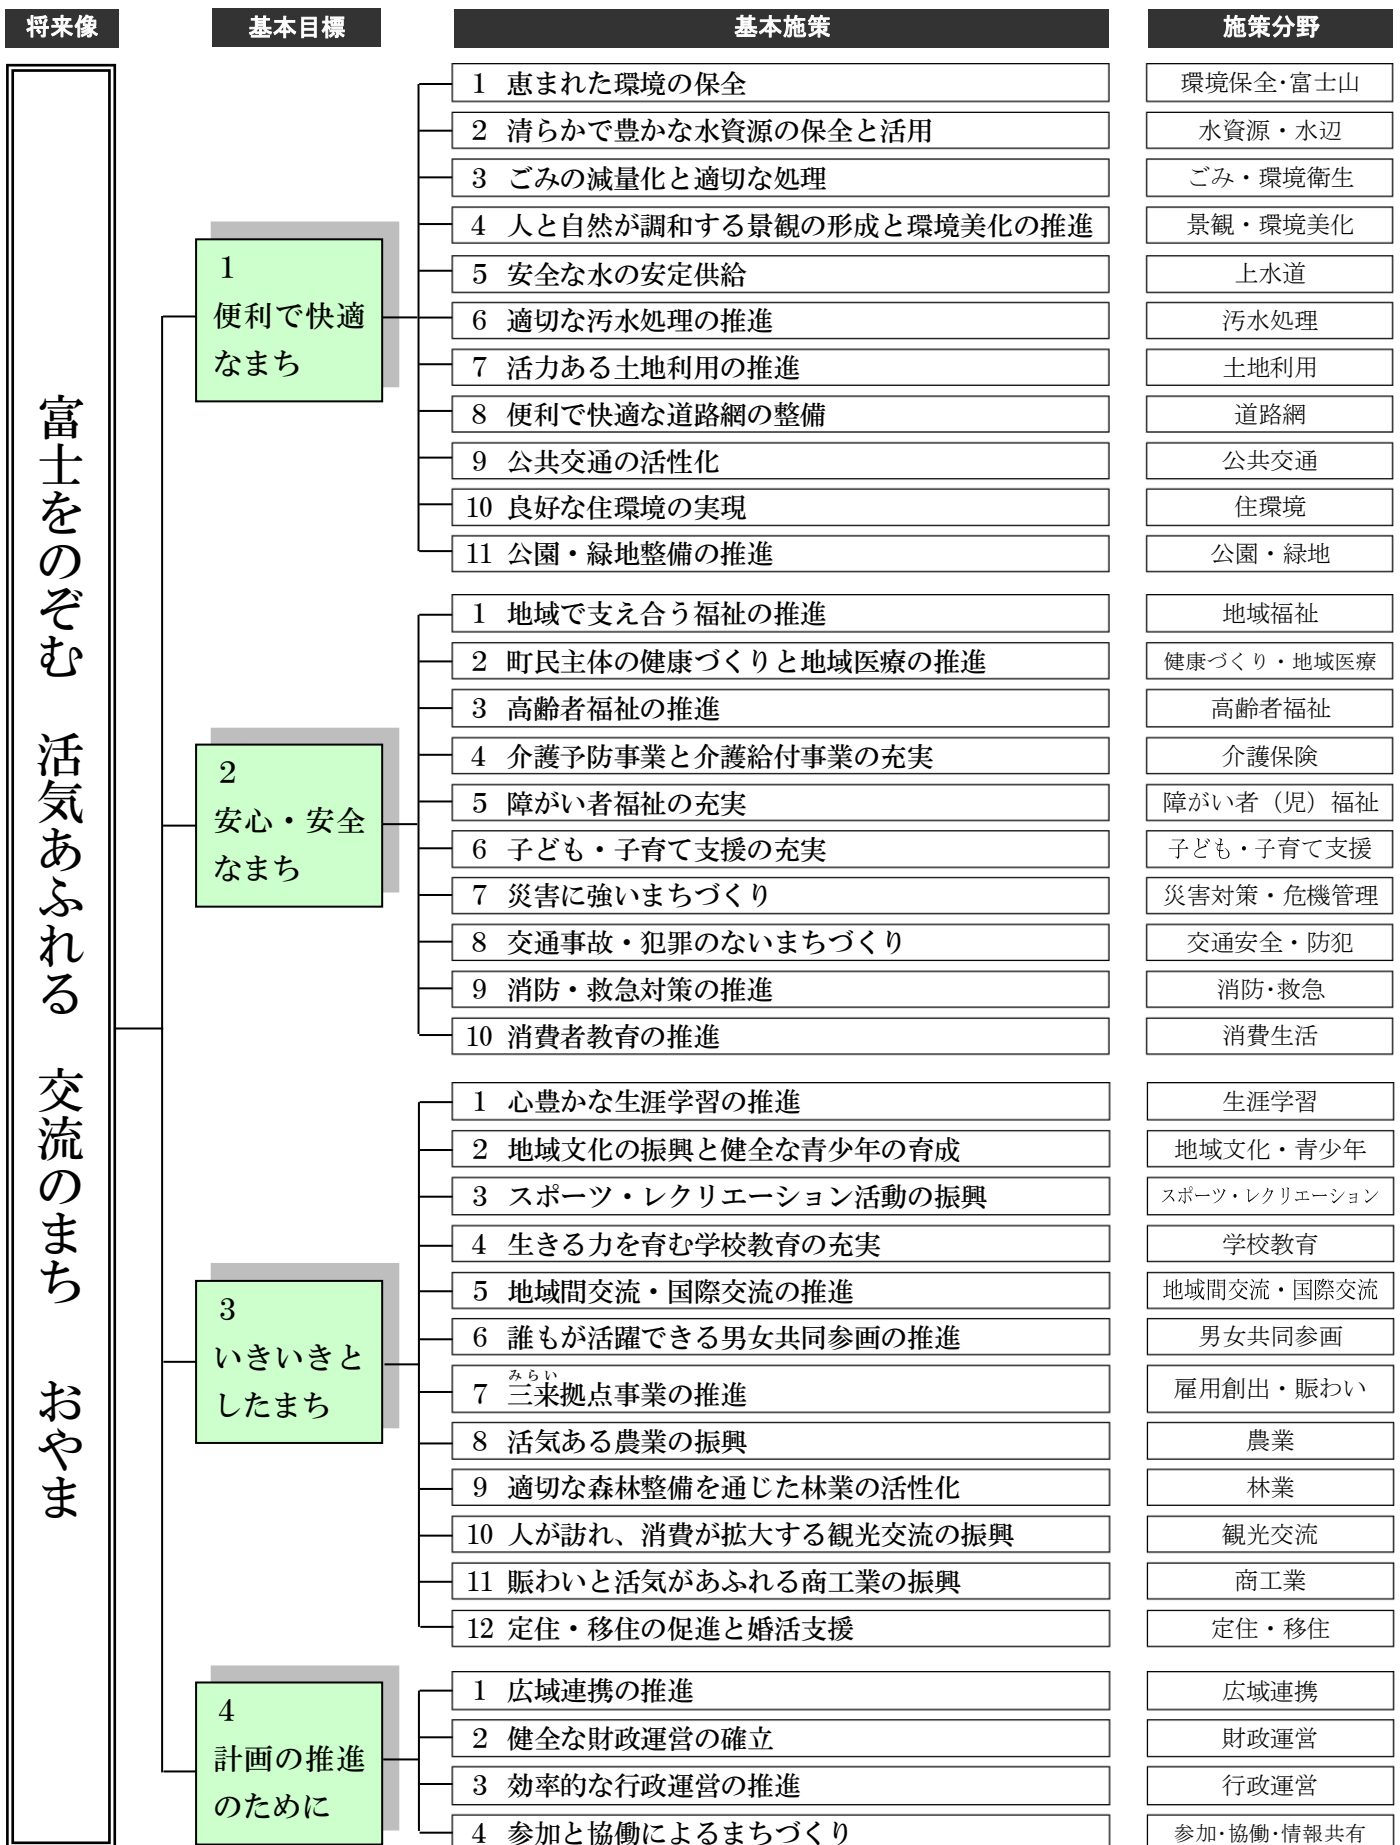 将来像 基本目標 基本施策 施策分野
富士をのぞむ 活気あふれる 交流のまち おやま
1
便利で快適
なまち
1 恵まれた環境の保全 環境保全･富士山
2 清らかで豊かな水資源の保全と活用 水資源・水辺
3 ごみの減量化と適切な処理 ごみ・環境衛生
4 人と自然が調和する景観の形成と環境美化の推進 景観・環境美化
5 安全な水の安定供給 上水道
6 適切な汚水処理の推進 汚水処理
7 活力ある土地利用の推進 土地利用
8 便利で快適な道路網の整備 道路網
9 公共交通の活性化 公共交通
10 良好な住環境の実現 住環境
11 公園・緑地整備の推進 公園・緑地
2
安心・安全
なまち
1 地域で支え合う福祉の推進 地域福祉
2 町民主体の健康づくりと地域医療の推進 健康づくり・地域医療
3 高齢者福祉の推進 高齢者福祉
4 介護予防事業と介護給付事業の充実 介護保険
5 障がい者福祉の充実 障がい者（児）福祉
6 子ども・子育て支援の充実 子ども・子育て支援
7 災害に強いまちづくり 災害対策・危機管理
8 交通事故・犯罪のないまちづくり 交通安全・防犯
9 消防・救急対策の推進 消防･救急
10 消費者教育の推進 消費生活
3
いきいきと
したまち
1 心豊かな生涯学習の推進 生涯学習
2 地域文化の振興と健全な青少年の育成 地域文化・青少年
3 スポーツ・レクリエーション活動の振興 スポーツ・レクリエーション
4 生きる力を育む学校教育の充実 学校教育
5 地域間交流・国際交流の推進 地域間交流・国際交流
6 誰もが活躍できる男女共同参画の推進 男女共同参画
みらい
7 三来拠点事業の推進 雇用創出・賑わい
8 活気ある農業の振興 農業
9 適切な森林整備を通じた林業の活性化 林業
10 人が訪れ、消費が拡大する観光交流の振興 観光交流
11 賑わいと活気があふれる商工業の振興 商工業
12 定住・移住の促進と婚活支援 定住・移住
4
計画の推進
のために
1 広域連携の推進 広域連携
2 健全な財政運営の確立 財政運営
3 効率的な行政運営の推進 行政運営
4 参加と協働によるまちづくり 参加･協働･情報共有